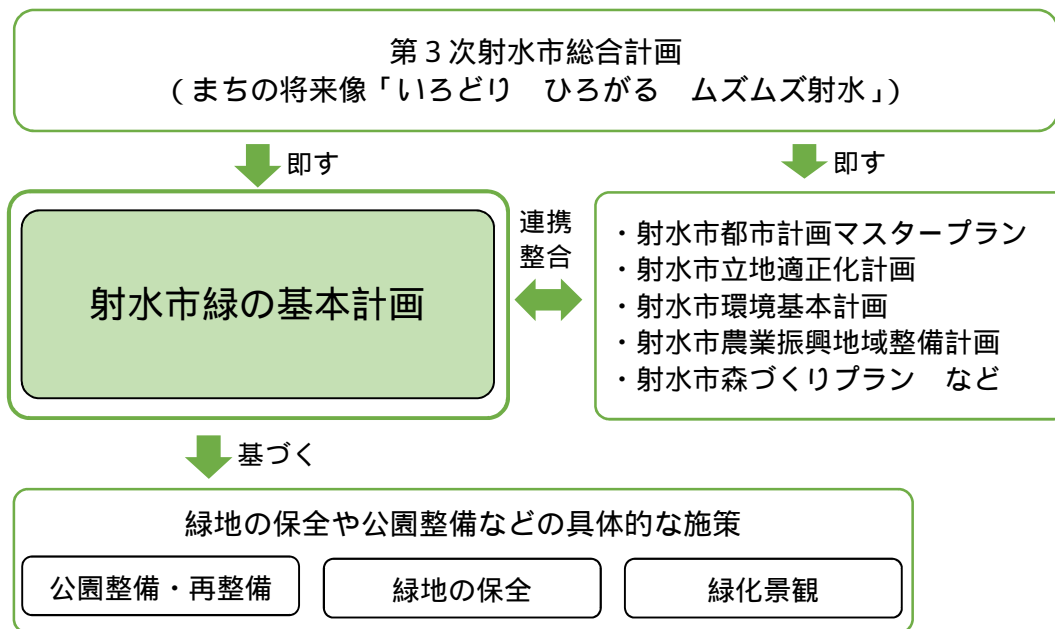 第3次射水市総合計画
(まちの将来像「いろどり　ひろがる　ムズムズ射水」)
即す
即す
射水市緑の基本計画
連携
整合
・射水市都市計画マスタープラン
・射水市立地適正化計画
・射水市環境基本計画
・射水市農業振興地域整備計画
・射水市森づくりプラン　など
基づく
緑地の保全や公園整備などの具体的な施策
公園整備・再整備
緑地の保全
緑化景観